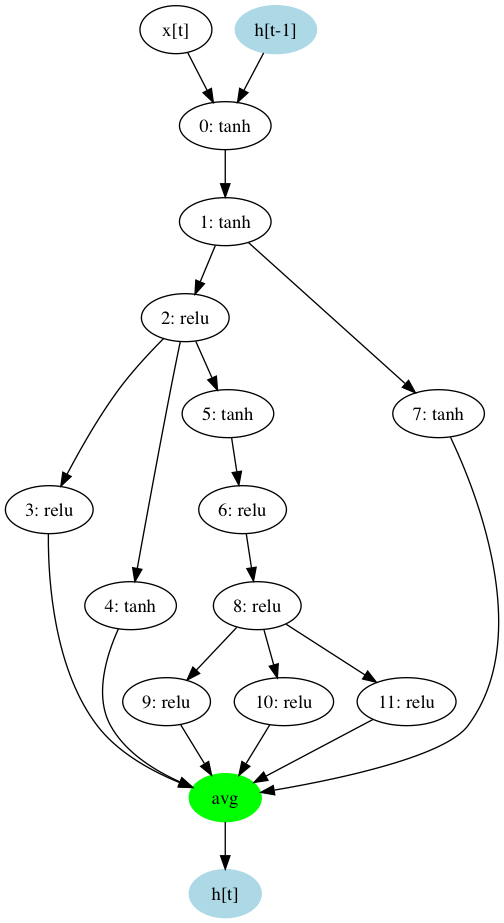 x[t]
h[t-1]
0: tanh
1: tanh
2: relu
5: tanh
7: tanh
3: relu
6: relu
4: tanh
8: relu
9: relu
10: relu
11: relu
avg
h[t]